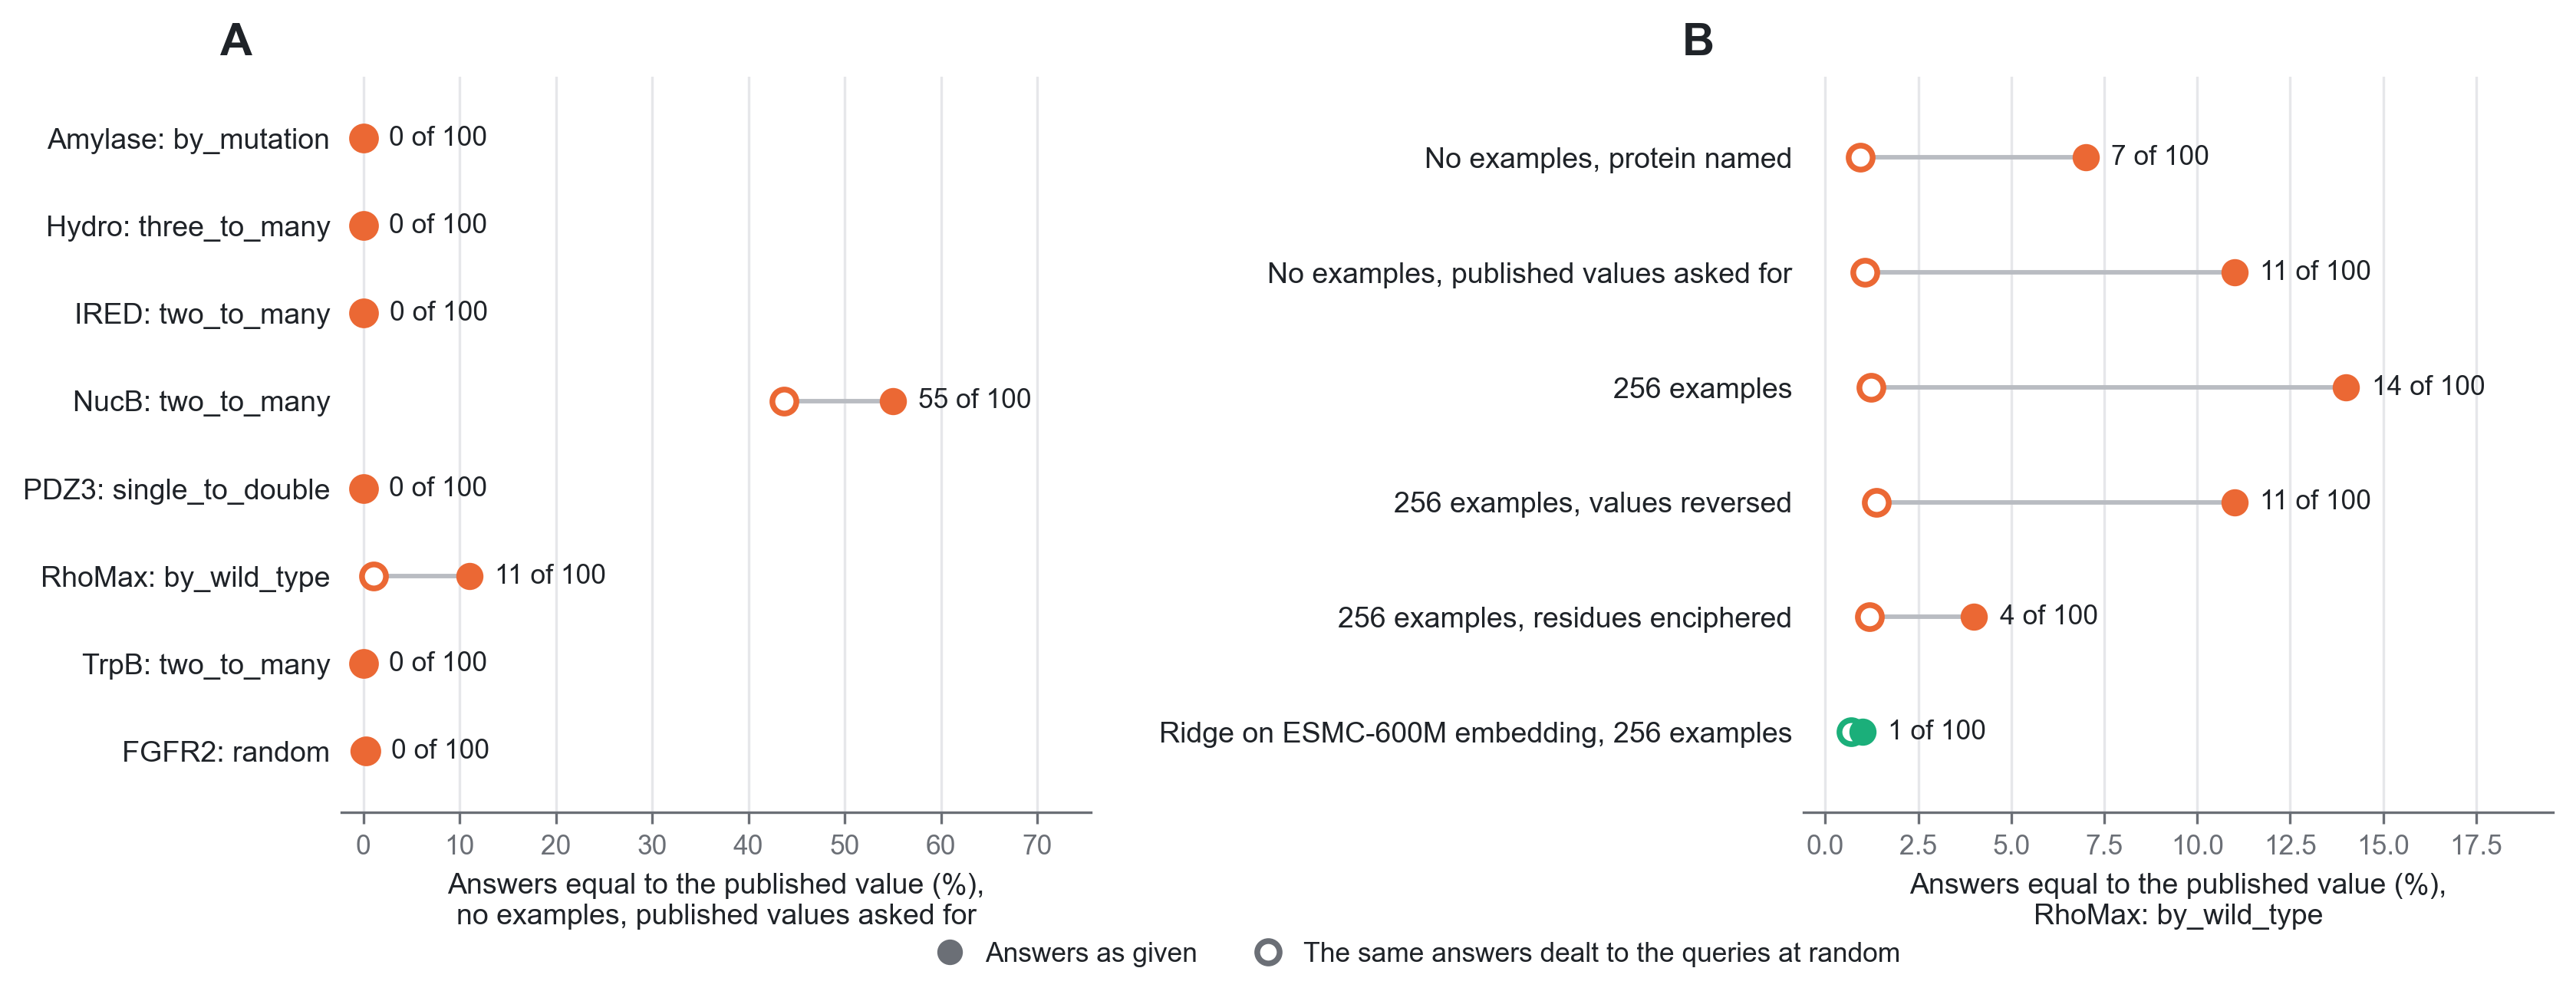 A
Amylase: by_mutation
0 of 100
Hydro: three_to_many
0 of 100
IRED: two_to_many
0 of 100
NucB: two_to_many
55 of 100
PDZ3: single_to_double
0 of 100
RhoMax: by_wild_type
11 of 100
TrpB: two_to_many
0 of 100
FGFR2: random
0 of 100
0 10 20 30 40 50 60 70
Answers equal to the published value (%),
no examples, published values asked for
B
No examples, protein named
7 of 100
No examples, published values asked for
11 of 100
256 examples
14 of 100
256 examples, values reversed
11 of 100
256 examples, residues enciphered
4 of 100
Ridge on ESMC-600M embedding, 256 examples
1 of 100
0.0 2.5 5.0 7.5 10.0 12.5 15.0 17.5
Answers equal to the published value (%),
RhoMax: by_wild_type
Answers as given
The same answers dealt to the queries at random